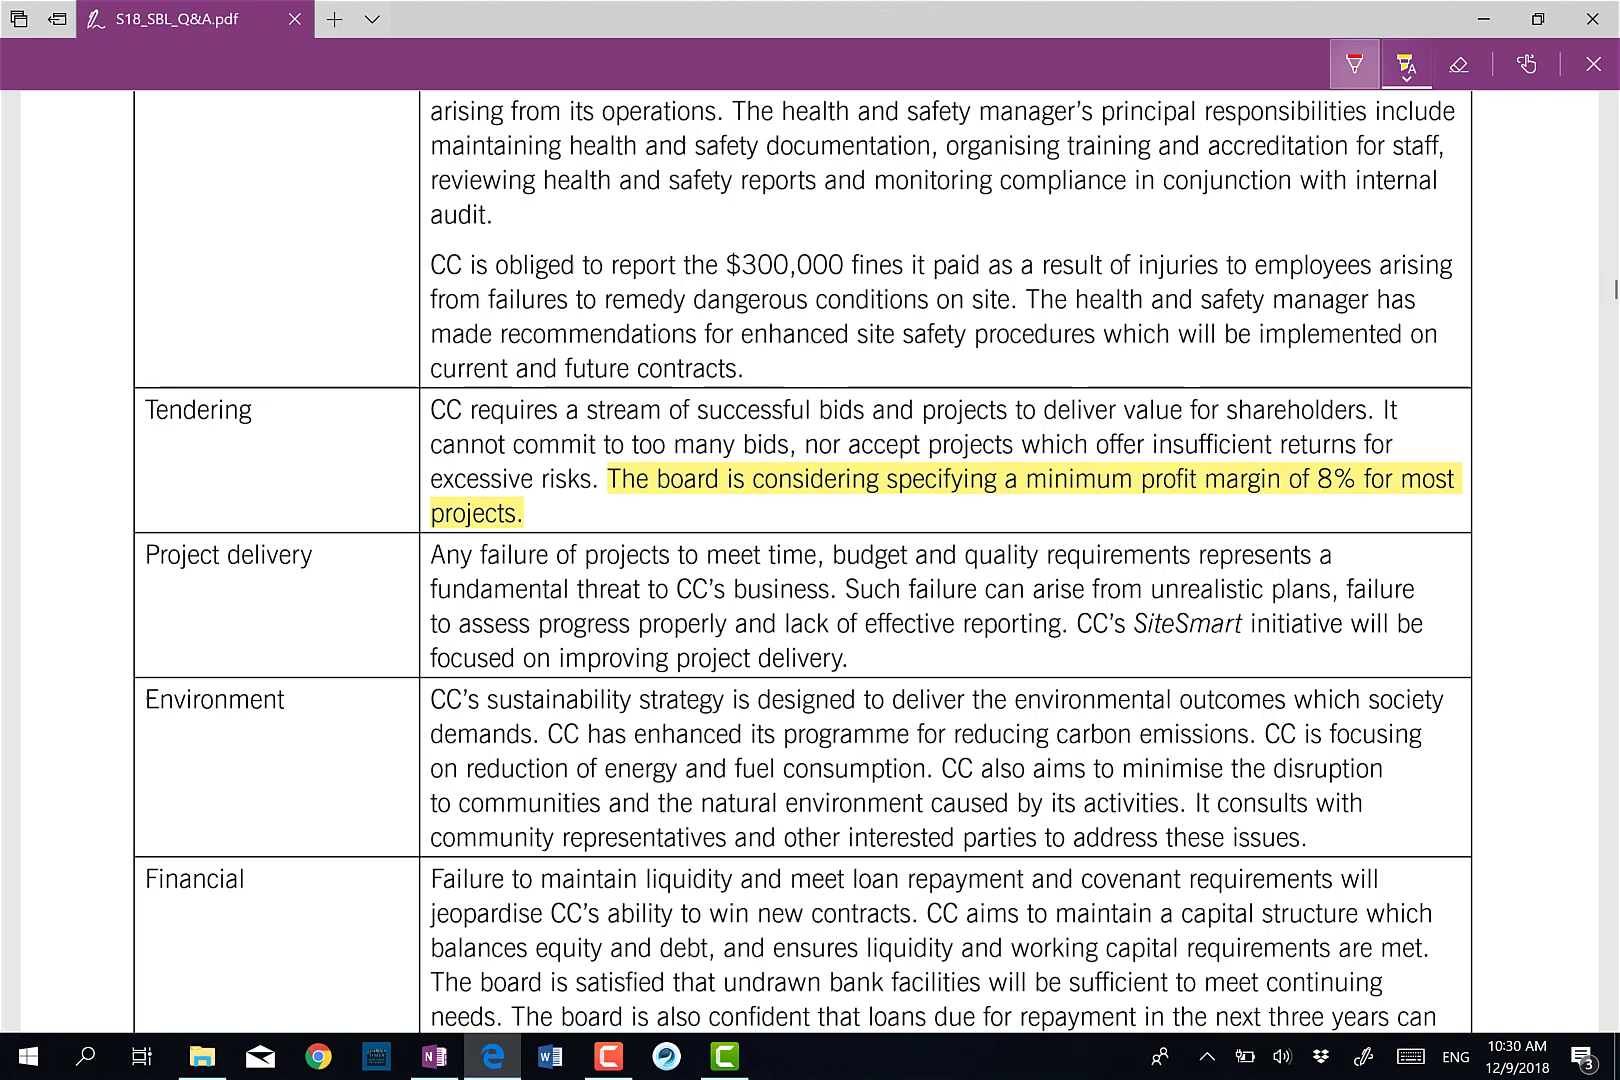 S18_SBL_Q&A.pdf
arising from its operations. The health and safety manager’s principal responsibilities include
maintaining health and safety documentation, organising training and accreditation for staff,
reviewing health and safety reports and monitoring compliance in conjunction with internal
audit.
CC is obliged to report the $300,000 fines it paid as a result of injuries to employees arising
from failures to remedy dangerous conditions on site. The health and safety manager has
made recommendations for enhanced site safety procedures which will be implemented on
current and future contracts.
Tendering
CC requires a stream of successful bids and projects to deliver value for shareholders. It
cannot commit to too many bids, nor accept projects which offer insufficient returns for
excessive risks. The board is considering specifying a minimum profit margin of 8% for most
projects.
Project delivery
Any failure of projects to meet time, budget and quality requirements represents a
fundamental threat to CC’s business. Such failure can arise from unrealistic plans, failure
to assess progress properly and lack of effective reporting. CC’s SiteSmart initiative will be
focused on improving project delivery.
Environment
CC’s sustainability strategy is designed to deliver the environmental outcomes which society
demands. CC has enhanced its programme for reducing carbon emissions. CC is focusing
on reduction of energy and fuel consumption. CC also aims to minimise the disruption
to communities and the natural environment caused by its activities. It consults with
community representatives and other interested parties to address these issues.
Financial
Failure to maintain liquidity and meet loan repayment and covenant requirements will
jeopardise CC’s ability to win new contracts. CC aims to maintain a capital structure which
balances equity and debt, and ensures liquidity and working capital requirements are met.
The board is satisfied that undrawn bank facilities will be sufficient to meet continuing
needs. The board is also confident that loans due for repayment in the next three years can
ENG
10:30 AM
12/9/2018
3